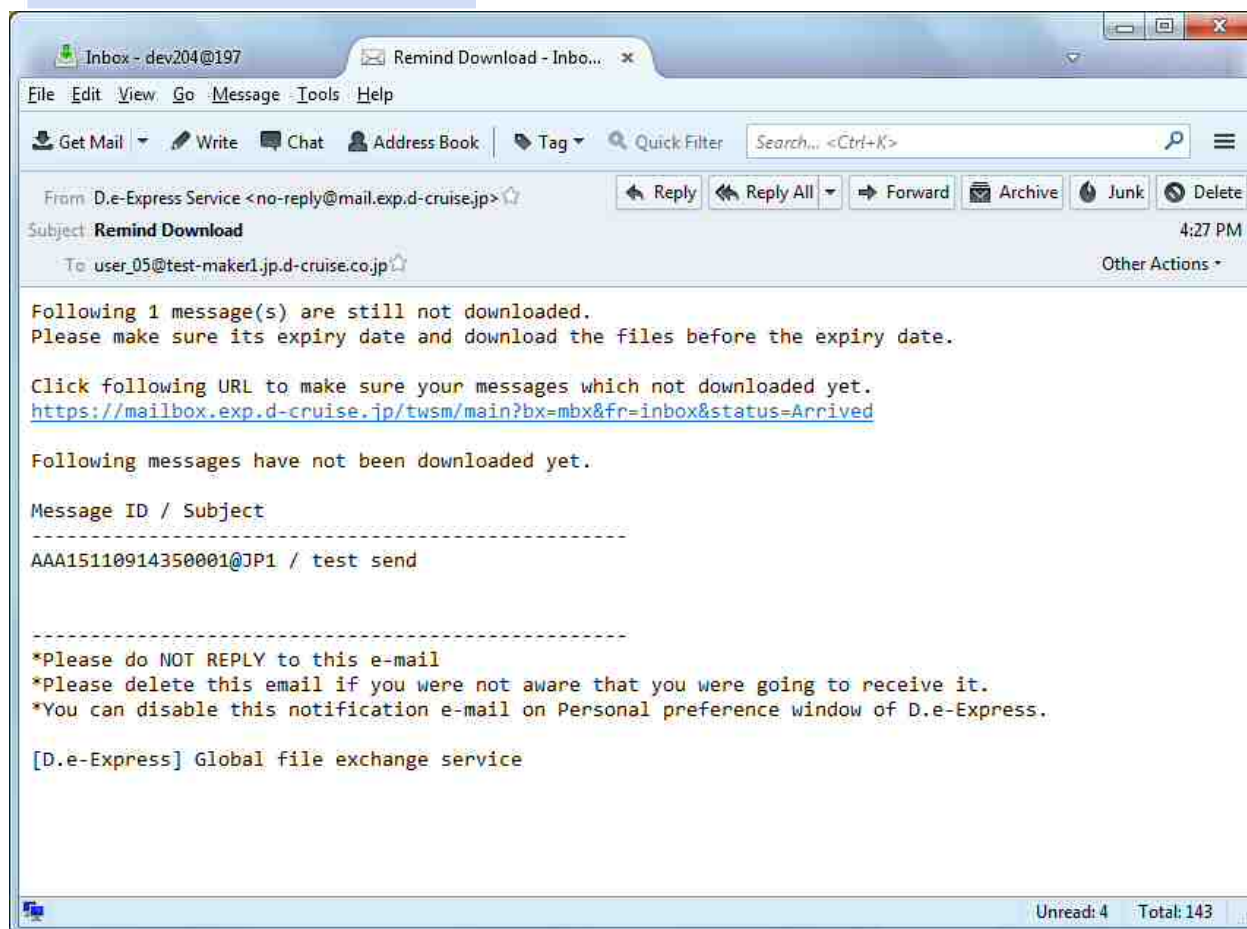 Inbox - dev204@197
Remind Download - Inbo...
File Edit View Go Message Tools Help
Get Mail Write Chat Address Book Tag Quick Filter Search... <Ctrl+K>
From D.e-Express Service <no-reply@mail.exp.d-cruise.jp> Reply Reply All Forward Archive Junk Delete
Subject Remind Download 4:27 PM
To user_05@test-maker1.jp.d-cruise.co.jp Other Actions
Following 1 message(s) are still not downloaded.
Please make sure its expiry date and download the files before the expiry date.
Click following URL to make sure your messages which not downloaded yet.
https://mailbox.exp.d-cruise.jp/twsm/main?bx=mbx&fr=inbox&status=Arrived
Following messages have not been downloaded yet.
Message ID / Subject
---------------------------------------------------
AAA15110914350001@JP1 / test send
---------------------------------------------------
*Please do NOT REPLY to this e-mail
*Please delete this email if you were not aware that you were going to receive it.
*You can disable this notification e-mail on Personal preference window of D.e-Express.
[D.e-Express] Global file exchange service
Unread: 4 Total: 143